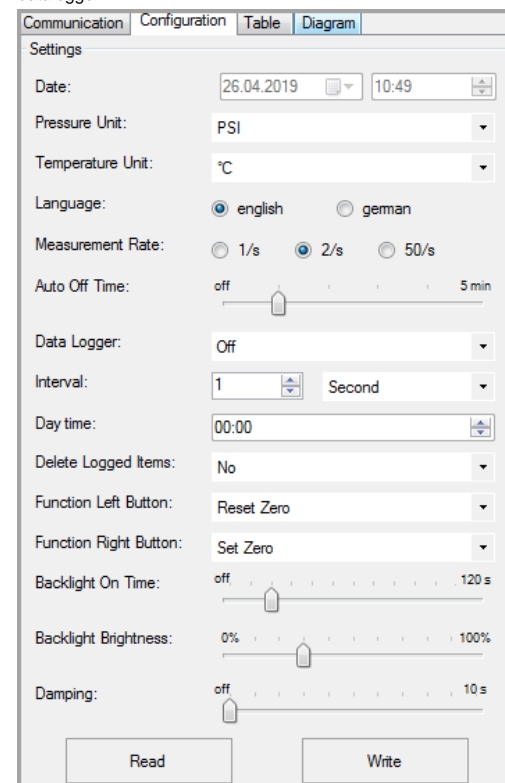 Communication Configuration Table Diagram
Settings
Date: 26.04.2019 10:49
Pressure Unit: PSI
Temperature Unit: °C
Language: english german
Measurement Rate: 1/s 2/s 50/s
Auto Off Time: off 5 min
Data Logger: Off
Interval: 1 Second
Day time: 00:00
Delete Logged Items: No
Function Left Button: Reset Zero
Function Right Button: Set Zero
Backlight On Time: off 120 s
Backlight Brightness: 0% 100%
Damping: off 10 s
Read Write